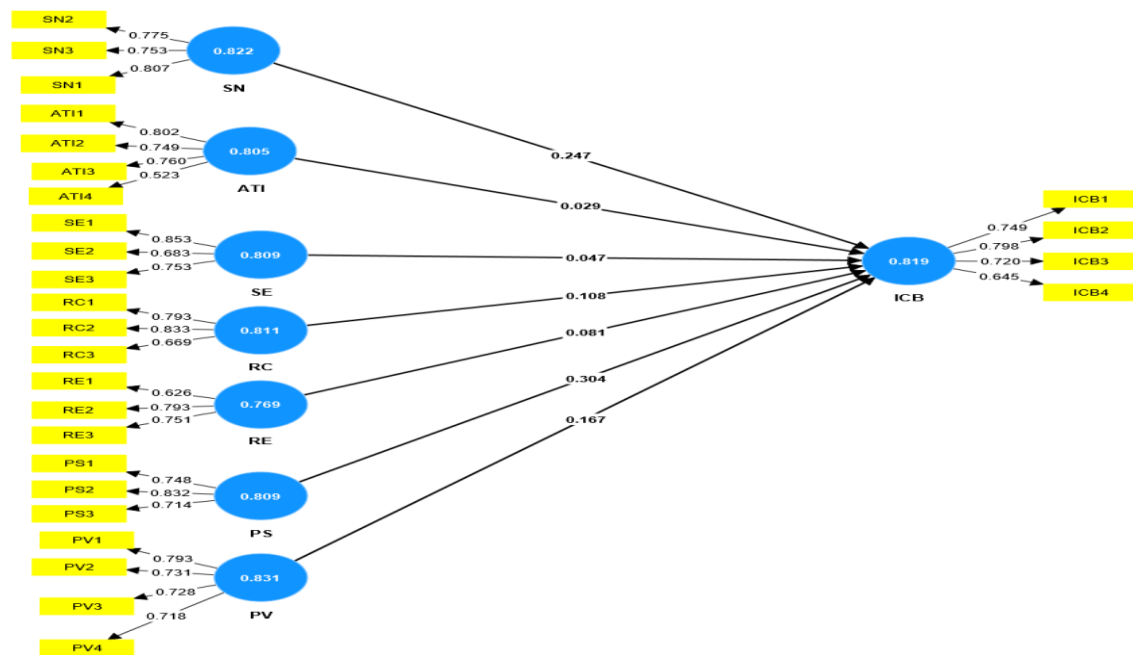 SN2
0.775
SN3
0.753
0.822
0.807
SN1
SN
ATI1
0.802
ATI2
0.749
0.805
0.760
ATI3
0.523
ATI4
ATI
SE1
0.853
SE2
0.683
0.809
0.753
SE3
SE
RC1
0.793
RC2
0.833
0.811
0.669
RC3
RC
RE1
0.626
RE2
0.793
0.769
0.751
RE3
RE
PS1
0.748
PS2
0.832
0.809
0.714
PS3
PS
PV1
0.793
PV2
0.731
0.831
0.728
PV3
0.718
PV4
PV
0.247
0.029
0.047
0.108
0.081
0.304
0.167
0.819
ICB
ICB1
0.749
ICB2
0.798
ICB3
0.720
0.645
ICB4